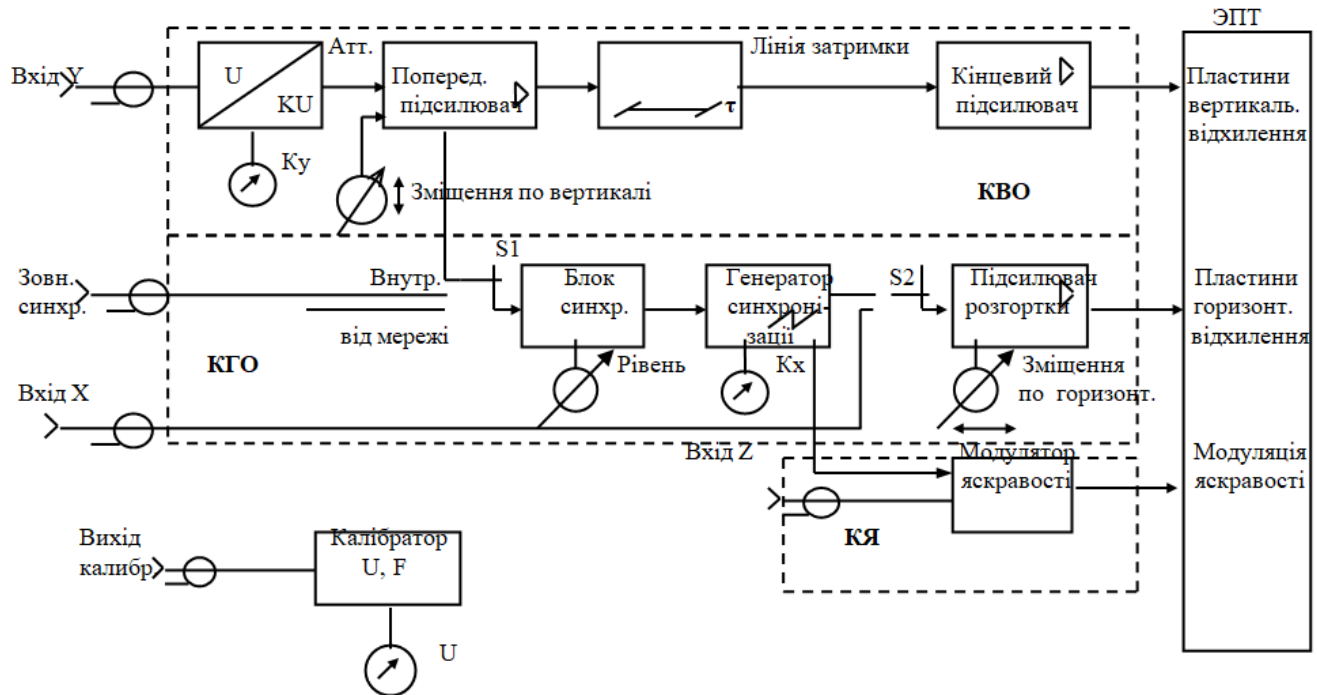 ЭПТ
Атт.
Лінія затримки
Вхід Y
U
KU
Поперед.
підсилювач
τ
Кінцевий
підсилювач
Пластини
вертикаль.
відхилення
Ку
Зміщення по вертикалі
КВО
S1
Зовн.
синхр.
Внутр.
від мережі
Блок
синхр.
Генератор
синхроні-
зації
S2
Підсилювач
розгортки
Пластини
горизонт.
відхилення
КГО
Рівень
Кх
Зміщення
по горизонт.
Вхід X
Вхід Z
Модулятор
яскравості
Модуляція
яскравості
КЯ
Вихід
калибр
Калібратор
U, F
U